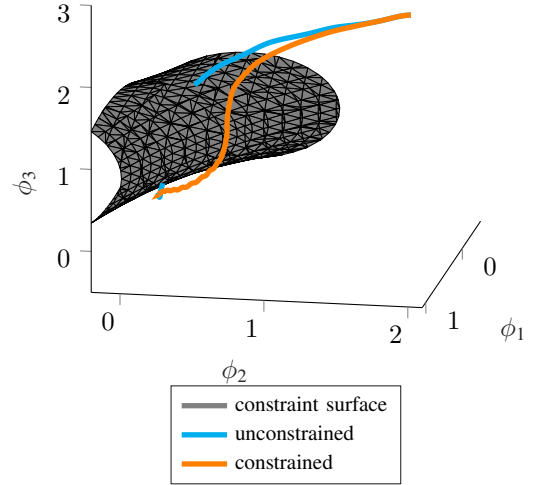 3
2
ϕ3
1
0
0
0
1
ϕ1
1
2
ϕ2
constraint surface
unconstrained
constrained